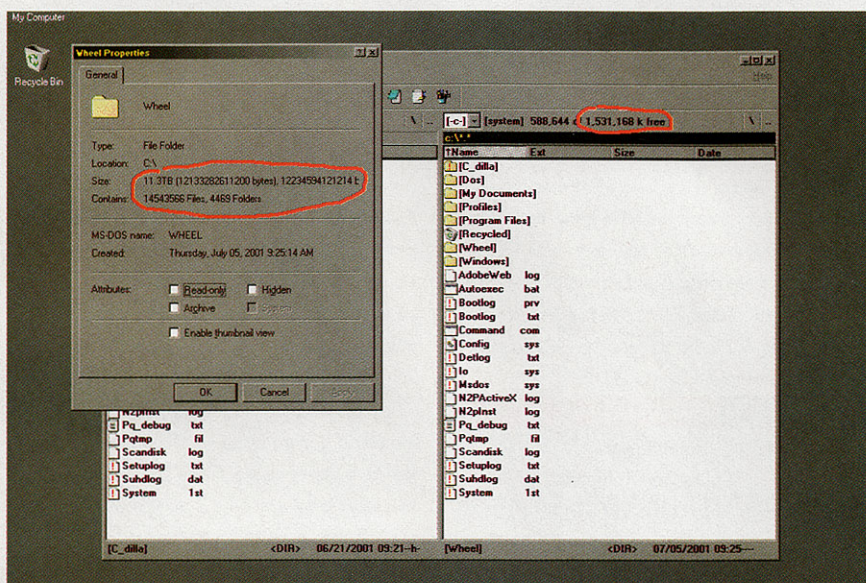 My Computer
Recycle Bin
Wheel Properties
General
Wheel
Type: File Folder
Location: C:\
Size: 11.3TB (12133282611200 bytes), 12234594121214 b
Contains: 14543566 Files, 4469 Folders
MS-DOS name: WHEEL
Created: Thursday, July 05, 2001 9:25:14 AM
Attributes: Read-only Hidden
Archive System
Enable thumbnail view
OK Cancel Apply
Help
\ ..
[-c-] [system] 588,644 of 1,531,168 k free \ ..
c:\*.*
↑Name Ext Size Date
[C_dilla]
[Dos]
[My Documents]
[Profiles]
[Program Files]
[Recycled]
[Wheel]
[Windows]
AdobeWeb log
Autoexec bat
Bootlog prv
Bootlog txt
Command com
Config sys
Detlog txt
Io sys
Msdos sys
N2PActiveX log
N2pInst log
Pq_debug txt
Pqtmp fil
Scandisk log
Setuplog txt
Suhdlog dat
System 1st
N2pInst log
Pq_debug txt
Pqtmp fil
Scandisk log
Setuplog txt
Suhdlog dat
System 1st
[C_dilla] <DIR> 06/21/2001 09:21--h-
[Wheel] <DIR> 07/05/2001 09:25----